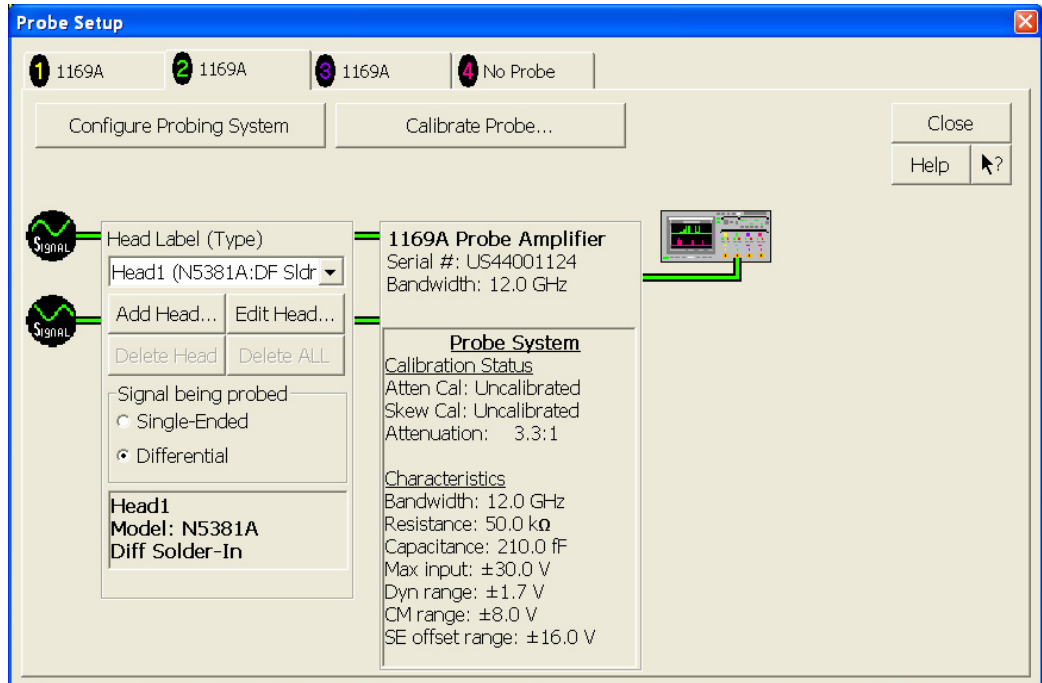 Probe Setup
1 1169A 2 1169A 3 1169A 4 No Probe
Configure Probing System Calibrate Probe... Close
Help ?
SIGNAL
Head Label (Type)
Head1 (N5381A:DF Sldr
Add Head... Edit Head...
Delete Head Delete ALL
SIGNAL
Signal being probed
Single-Ended
Differential
Head1
Model: N5381A
Diff Solder-In
1169A Probe Amplifier
Serial #: US44001124
Bandwidth: 12.0 GHz
Probe System
Calibration Status
Atten Cal: Uncalibrated
Skew Cal: Uncalibrated
Attenuation: 3.3:1
Characteristics
Bandwidth: 12.0 GHz
Resistance: 50.0 kΩ
Capacitance: 210.0 fF
Max input: ±30.0 V
Dyn range: ±1.7 V
CM range: ±8.0 V
SE offset range: ±16.0 V